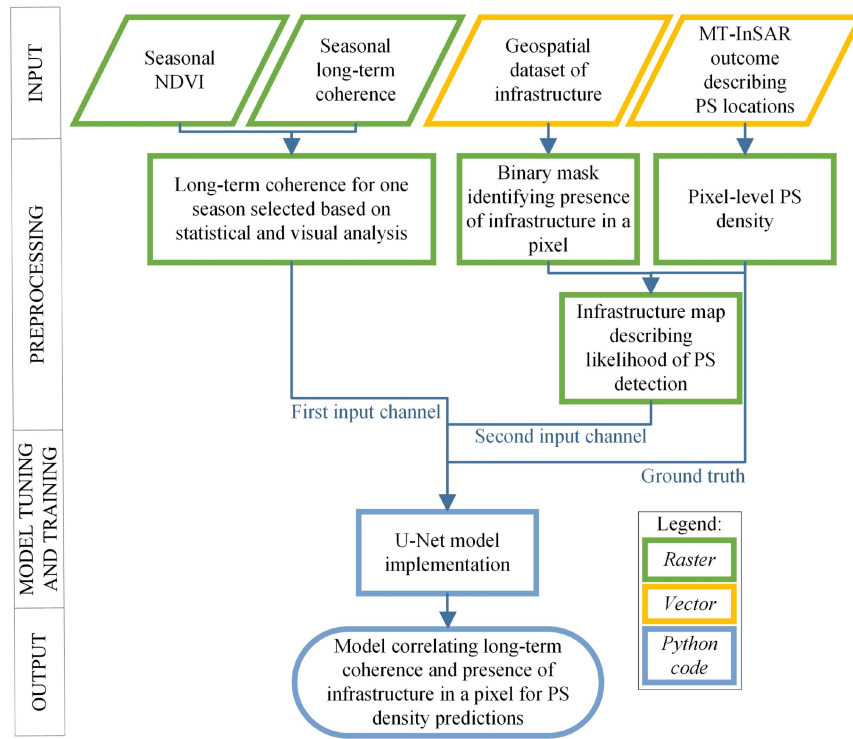 INPUT
Seasonal
NDVI
Seasonal
long-term
coherence
Geospatial
dataset of
infrastructure
MT-InSAR
outcome
describing
PS locations
PREPROCESSING
Long-term coherence for one
season selected based on
statistical and visual analysis
Binary mask
identifying presence
of infrastructure in a
pixel
Pixel-level PS
density
Infrastructure map
describing
likelihood of PS
detection
First input channel
Second input channel
Ground truth
MODEL TUNING
AND TRAINING
U-Net model
implementation
OUTPUT
Model correlating long-term
coherence and presence of
infrastructure in a pixel for PS
density predictions
Legend:
Raster
Vector
Python
code